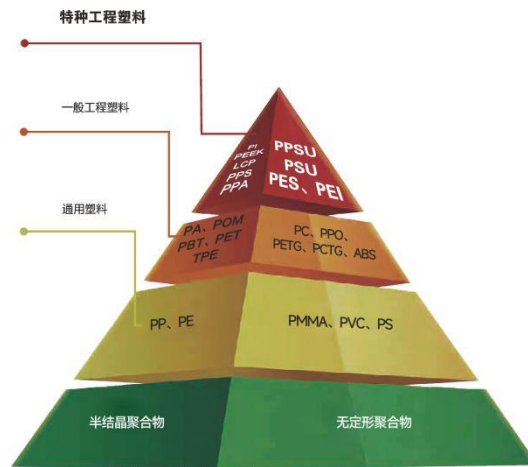 特种工程塑料
一般工程塑料
通用塑料
PI
PEEK
LCP
PPS
PPA
PPSU
PSU
PES、PEI
PA、POM
PBT、PET
TPE
PC、PPO、
PETG、PCTG、ABS
PP、PE
PMMA、PVC、PS
半结晶聚合物
无定形聚合物